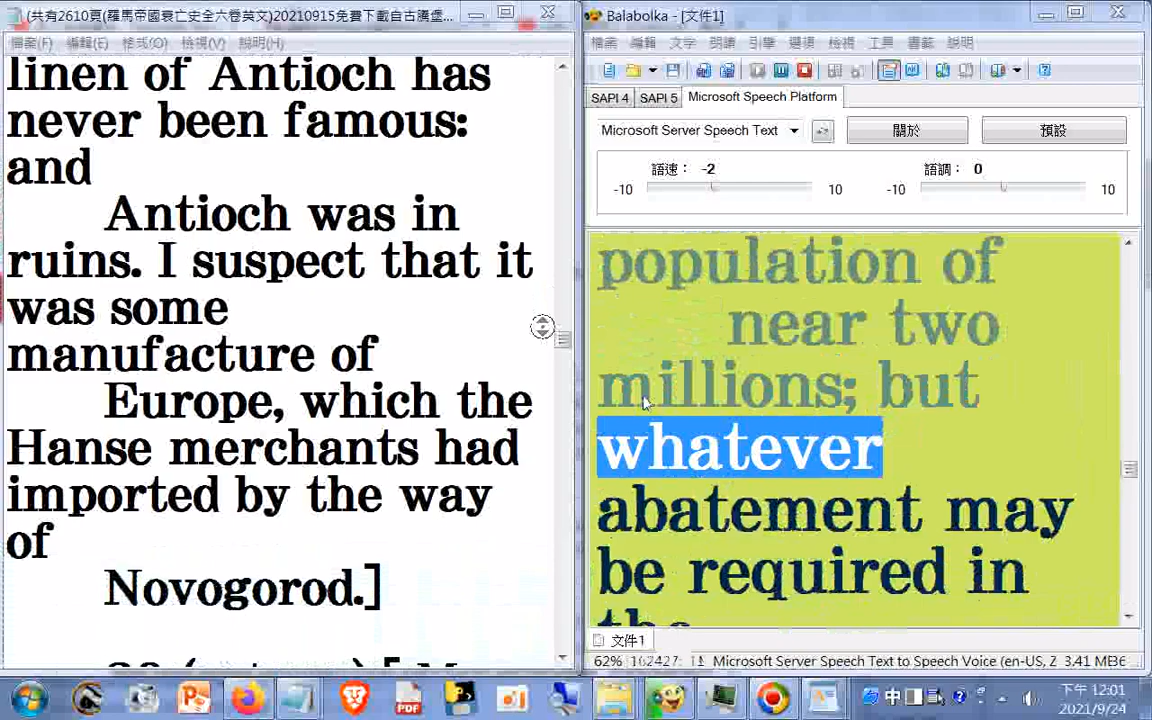 (共有2610頁(羅馬帝國衰亡史全六卷英文)20210915免費下載自古騰堡...
檔案(F) 編輯(E) 格式(O) 檢視(V) 說明(H)
linen of Antioch has
never been famous:
and
Antioch was in
ruins. I suspect that it
was some
manufacture of
Europe, which the
Hanse merchants had
imported by the way
of
Novogorod.]
Balabolka - [文件1]
檔案 編輯 文字 朗讀 引擎 選項 檢視 工具 書籤 說明
SAPI 4 SAPI 5 Microsoft Speech Platform
Microsoft Server Speech Text 關於 預設
語速: -2 語調: 0
-10 10 -10 10
population of
near two
millions; but
whatever
abatement may
be required in
the
文件1
62% Microsoft Server Speech Text to Speech Voice (en-US, Z 3.41 MB
中 下午 12:01
2021/9/24